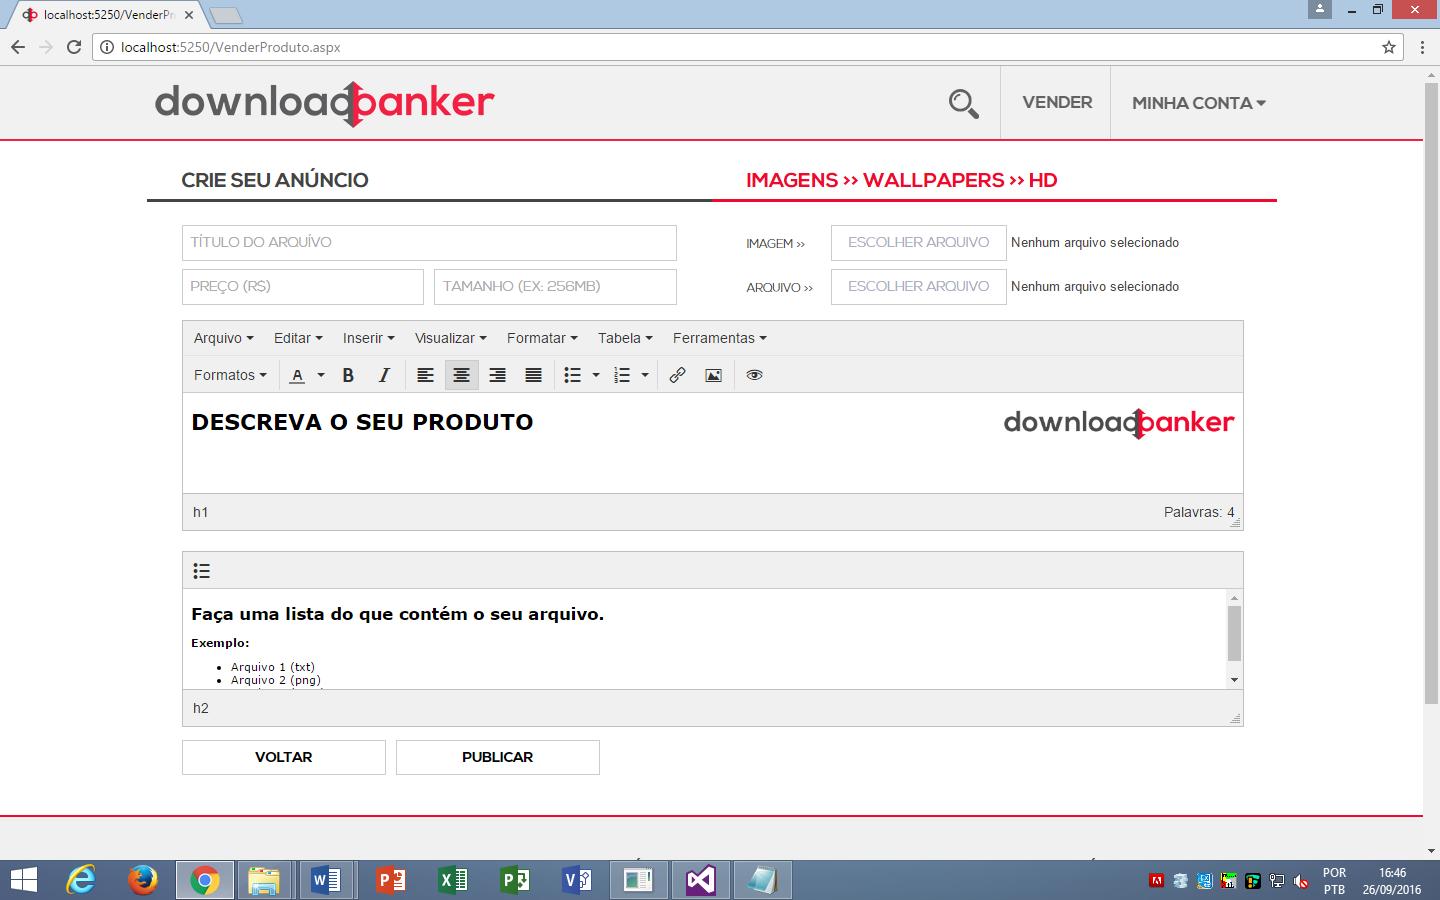 localhost:5250/VenderPr
localhost:5250/VenderProduto.aspx
downloadbanker
VENDER
MINHA CONTA
CRIE SEU ANÚNCIO
IMAGENS >> WALLPAPERS >> HD
TÍTULO DO ARQUÍVO
IMAGEM >>
ESCOLHER ARQUIVO
Nenhum arquivo selecionado
PREÇO (R$)
TAMANHO (EX: 256MB)
ARQUIVO >>
ESCOLHER ARQUIVO
Nenhum arquivo selecionado
Arquivo Editar Inserir Visualizar Formatar Tabela Ferramentas
Formatos A B I
DESCREVA O SEU PRODUTO
downloadbanker
h1
Palavras: 4
Faça uma lista do que contém o seu arquivo.
Exemplo:
• Arquivo 1 (txt)
• Arquivo 2 (png)
h2
VOLTAR
PUBLICAR
POR
PTB
16:46
26/09/2016